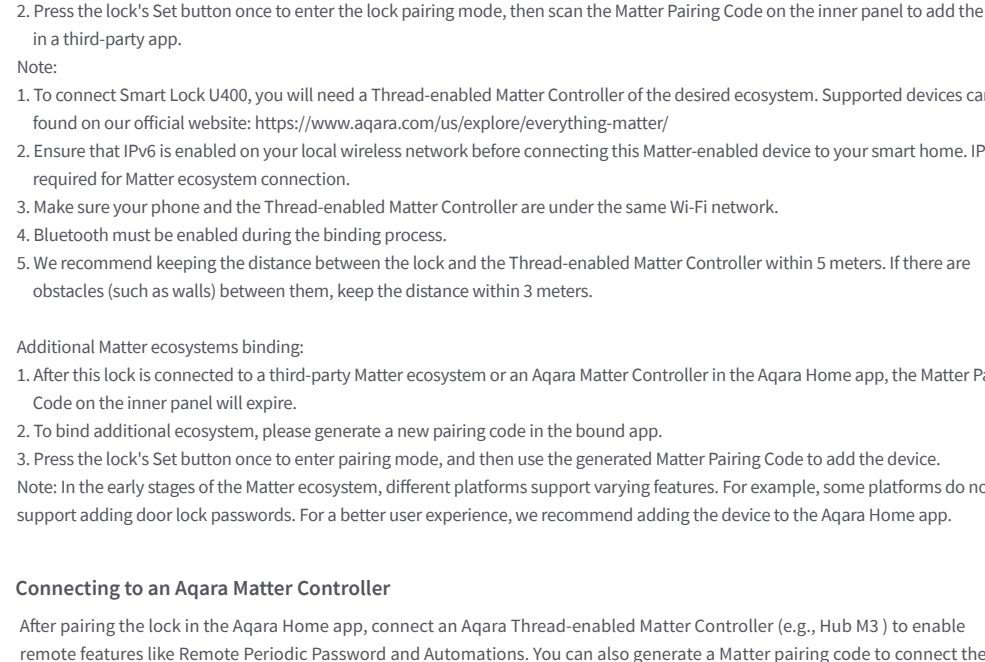 2. Press the lock's Set button once to enter the lock pairing mode, then scan the Matter Pairing Code on the inner panel to add the
in a third-party app.
Note:
1. To connect Smart Lock U400, you will need a Thread-enabled Matter Controller of the desired ecosystem. Supported devices
found on our official website: https://www.aqara.com/us/explore/everything-matter/
2. Ensure that IPv6 is enabled on your local wireless network before connecting this Matter-enabled device to your smart home.
required for Matter ecosystem connection.
3. Make sure your phone and the Thread-enabled Matter Controller are under the same Wi-Fi network.
4. Bluetooth must be enabled during the binding process.
5. We recommend keeping the distance between the lock and the Thread-enabled Matter Controller within 5 meters. If there are
obstacles (such as walls) between them, keep the distance within 3 meters.
Additional Matter ecosystems binding:
1. After this lock is connected to a third-party Matter ecosystem or an Aqara Matter Controller in the Aqara Home app, the Matter
Code on the inner panel will expire.
2. To bind additional ecosystem, please generate a new pairing code in the bound app.
3. Press the lock's Set button once to enter pairing mode, and then use the generated Matter Pairing Code to add the device.
Note: In the early stages of the Matter ecosystem, different platforms support varying features. For example, some platforms do
support adding door lock passwords. For a better user experience, we recommend adding the device to the Aqara Home app.
Connecting to an Aqara Matter Controller
After pairing the lock in the Aqara Home app, connect an Aqara Thread-enabled Matter Controller (e.g., Hub M3 ) to enable
remote features like Remote Periodic Password and Automations. You can also generate a Matter pairing code to connect the